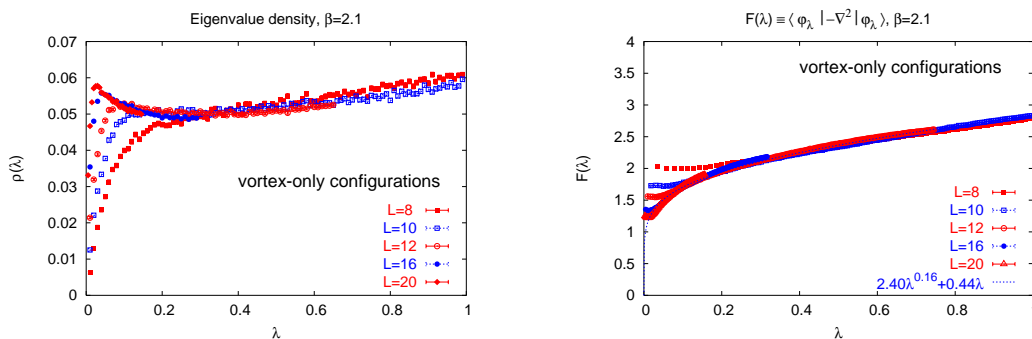 Eigenvalue density, β=2.1
0.07
0.06
0.05
0.04
0.03
0.02
0.01
0
ρ(λ)
vortex-only configurations
L=8
L=10
L=12
L=16
L=20
0 0.2 0.4 0.6 0.8 1
λ
F(λ) ≡ ⟨ φλ |−∇²| φλ ⟩, β=2.1
4
3.5
3
2.5
2
1.5
1
0.5
0
F(λ)
vortex-only configurations
L=8
L=10
L=12
L=16
L=20
2.40λ^0.16+0.44λ
0 0.2 0.4 0.6 0.8 1
λ